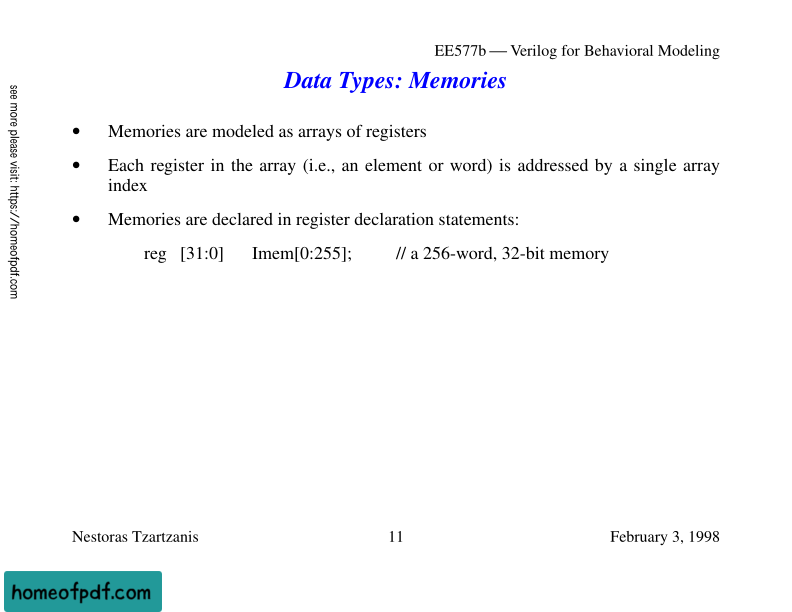 EE577b — Verilog for Behavioral Modeling
Data Types: Memories
• Memories are modeled as arrays of registers
• Each register in the array (i.e., an element or word) is addressed by a single array
index
• Memories are declared in register declaration statements:
reg [31:0] Imem[0:255]; // a 256-word, 32-bit memory
see more please visit: https://homeofpdf.com
Nestoras Tzartzanis 11 February 3, 1998
homeofpdf.com